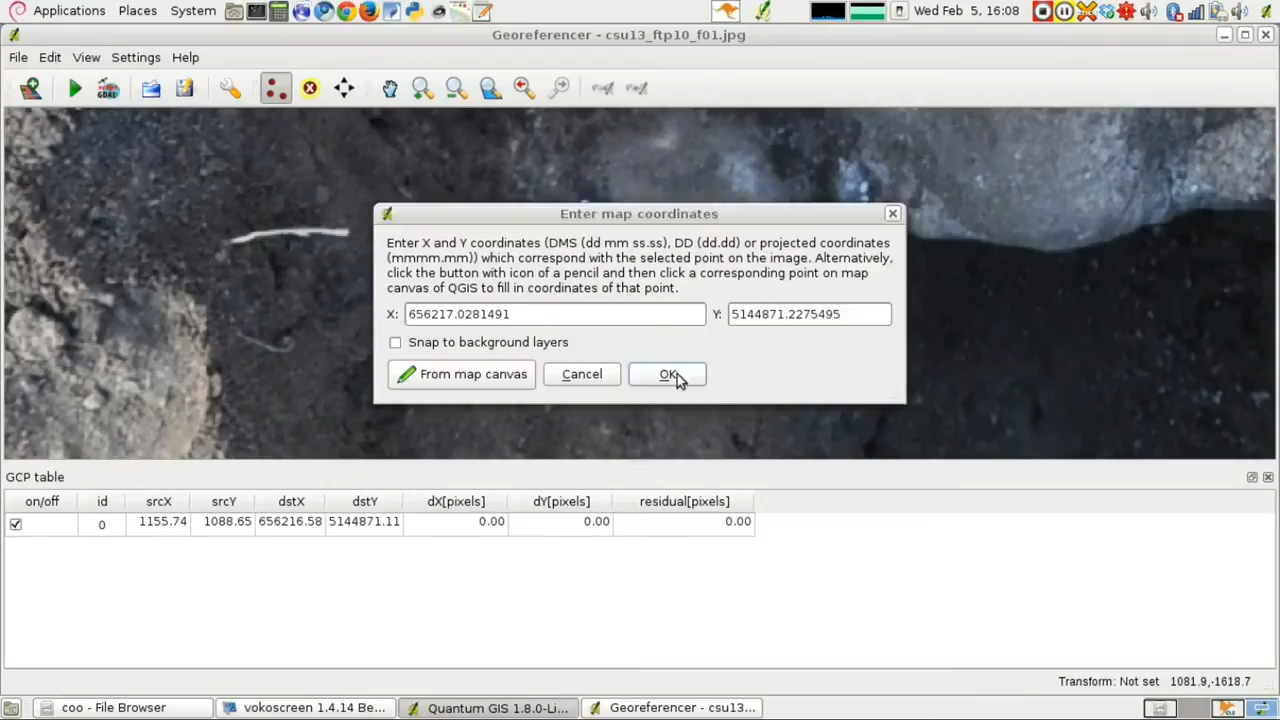 Applications Places System Wed Feb 5, 16:08
Georeferencer - csu13_ftp10_f01.jpg
File Edit View Settings Help
GDAL
Enter map coordinates
Enter X and Y coordinates (DMS (dd mm ss.ss), DD (dd.dd) or projected coordinates
(mmmm.mm)) which correspond with the selected point on the image. Alternatively,
click the button with icon of a pencil and then click a corresponding point on map
canvas of QGIS to fill in coordinates of that point.
X: 656217.0281491 Y: 5144871.2275495
Snap to background layers
From map canvas Cancel OK
GCP table
on/off id srcX srcY dstX dstY dX[pixels] dY[pixels] residual[pixels]
0 1155.74 1088.65 656216.58 5144871.11 0.00 0.00 0.00
Transform: Not set 1081.9,-1618.7
coo - File Browser vokoscreen 1.4.14 Be... Quantum GIS 1.8.0-Li... Georeferencer - csu13...